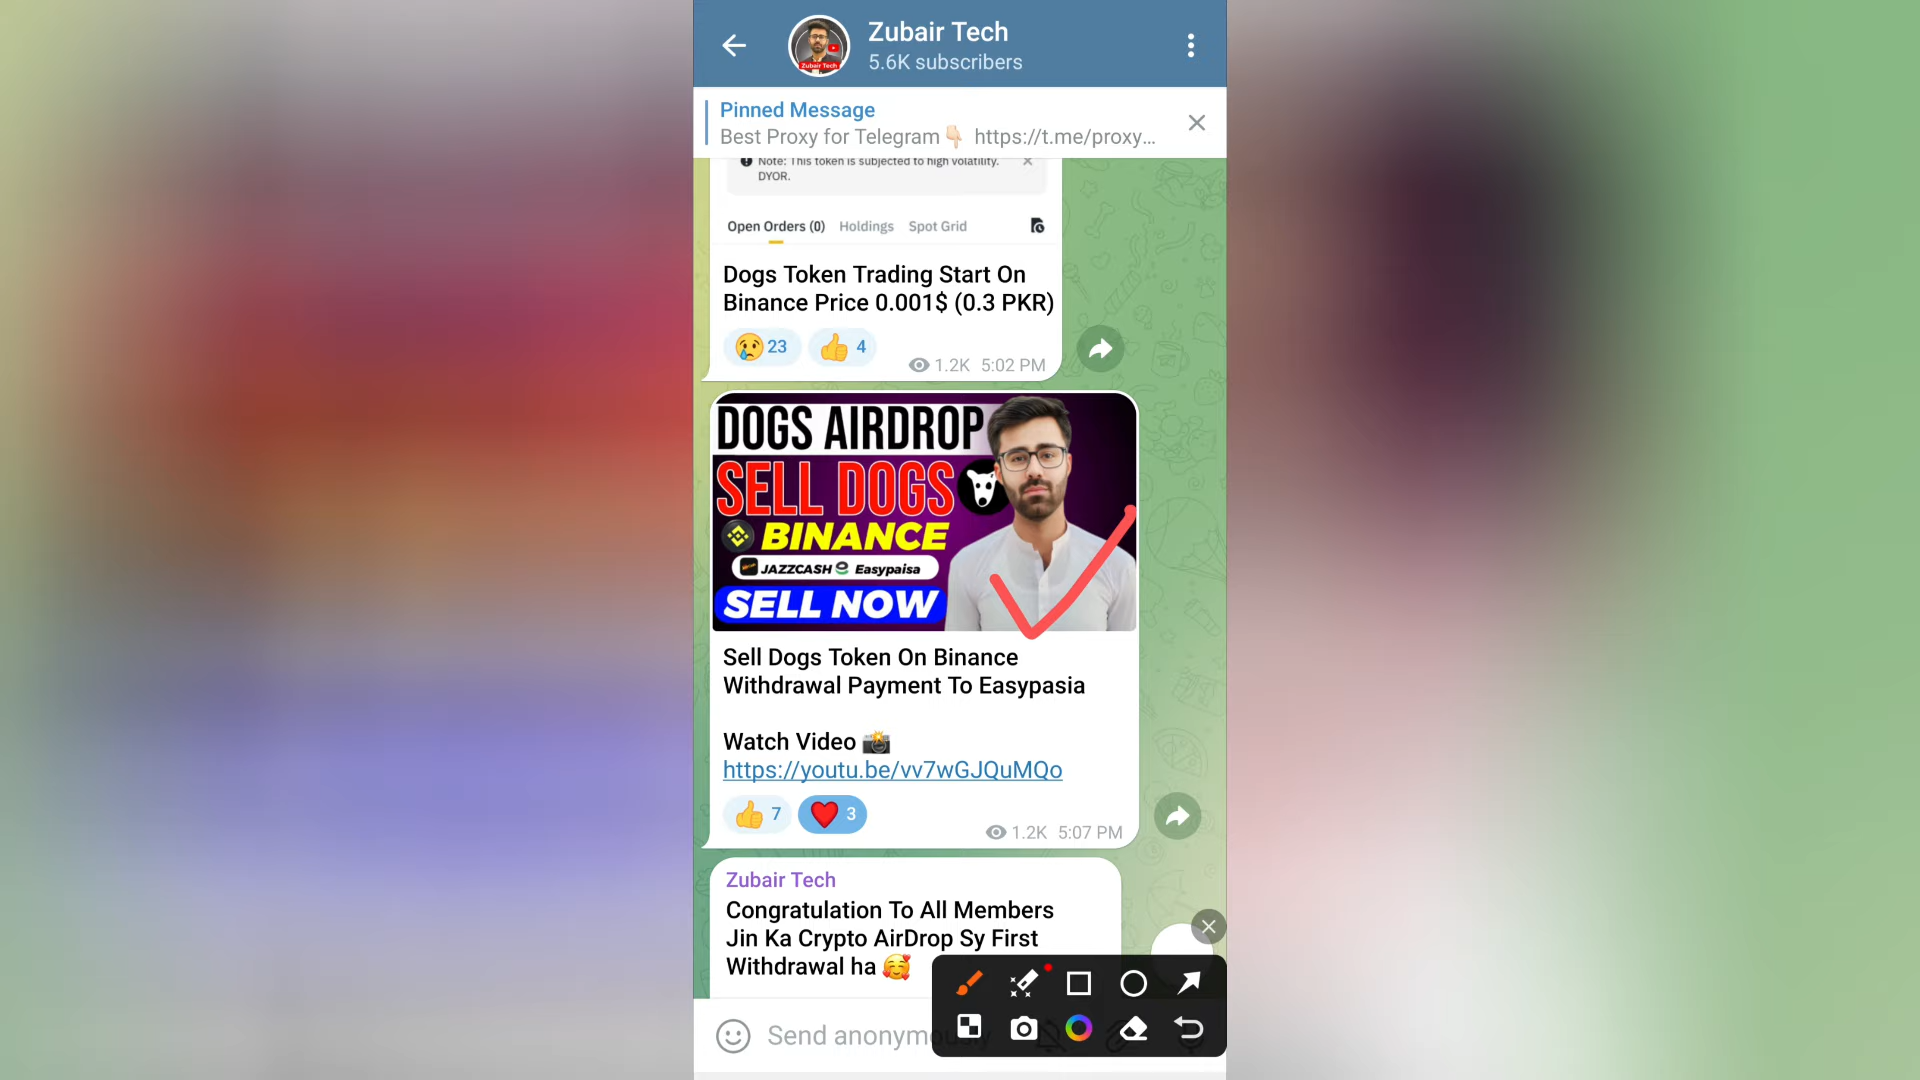 Zubair Tech
5.6K subscribers
Zubair Tech
Pinned Message
Best Proxy for Telegram👇🏻 https://t.me/proxy...
Note: This token is subjected to high volatility.
DYOR.
Open Orders (0) Holdings Spot Grid
Dogs Token Trading Start On
Binance Price 0.001$ (0.3 PKR)
😢 23 👍 4
1.2K 5:02 PM
DOGS AIRDROP
SELL DOGS
BINANCE
JAZZCASH Easypaisa
SELL NOW
Sell Dogs Token On Binance
Withdrawal Payment To Easypasia
Watch Video 📸
https://youtu.be/vv7wGJQuMQo
👍 7 ❤️ 3
1.2K 5:07 PM
Zubair Tech
Congratulation To All Members
Jin Ka Crypto AirDrop Sy First
Withdrawal ha 🥰
Send anonymously